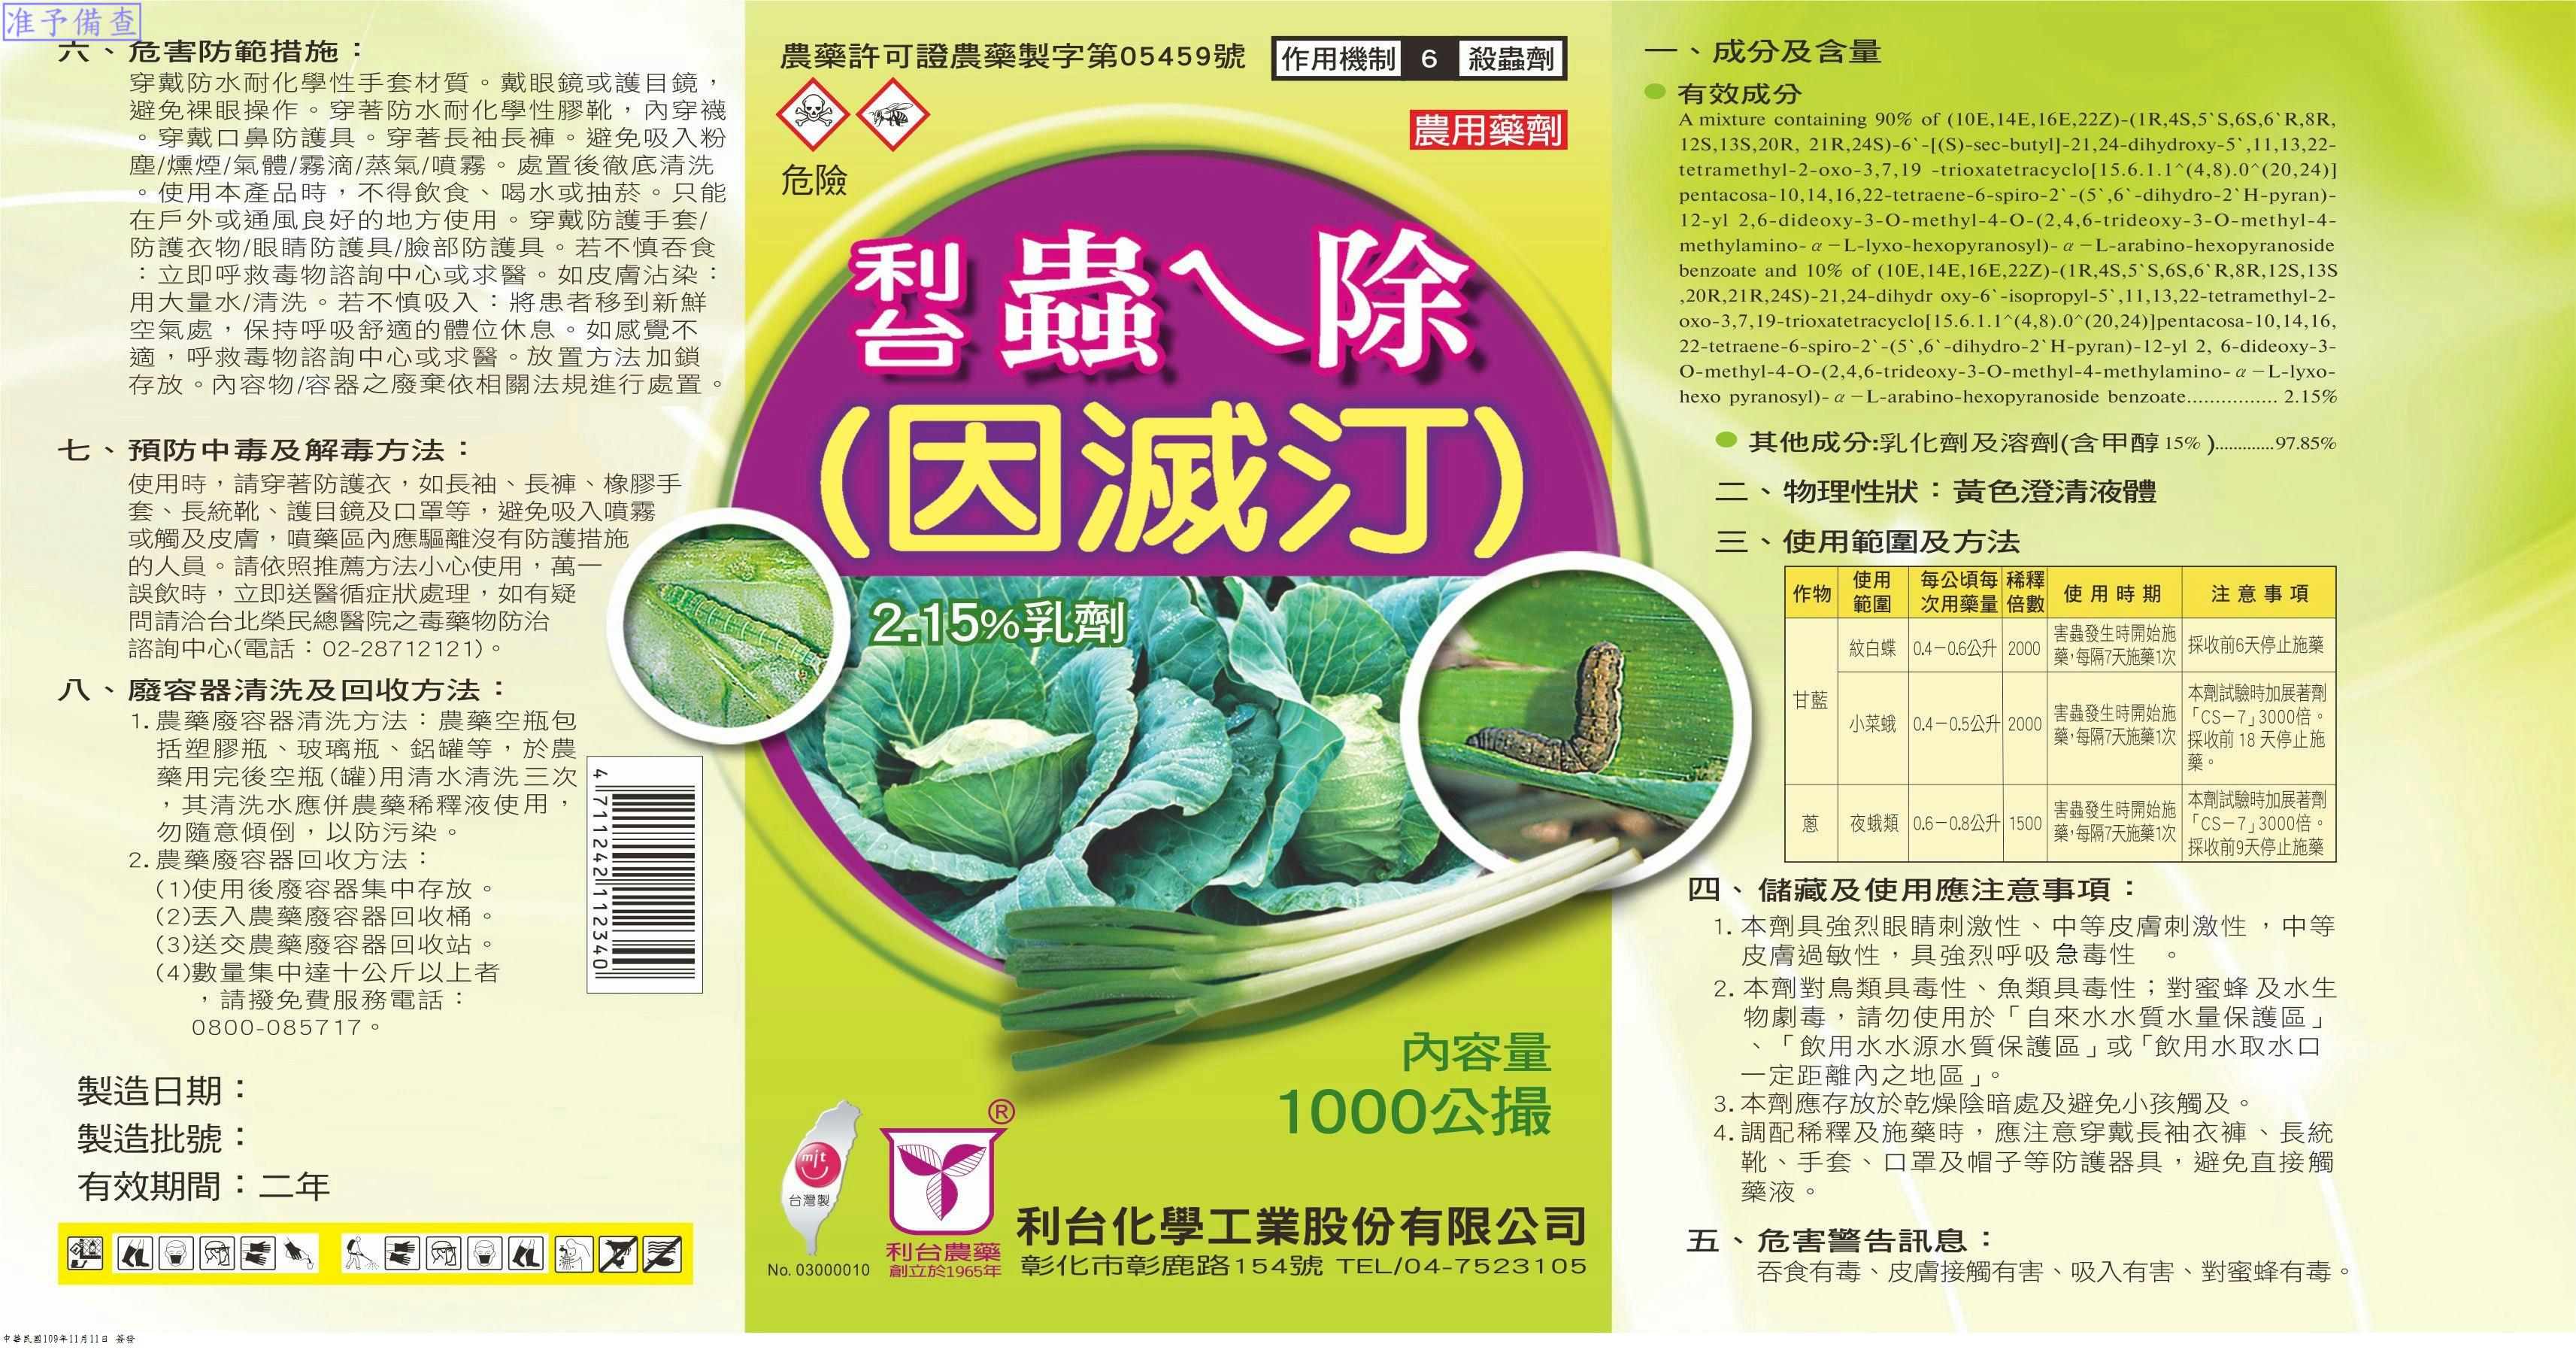 准予備查
六、危害防範措施：
穿戴防水耐化學性手套材質。戴眼鏡或護目鏡，
避免裸眼操作。穿著防水耐化學性膠靴，內穿襪
。穿戴口鼻防護具。穿著長袖長褲。避免吸入粉
塵/燻煙/氣體/霧滴/蒸氣/噴霧。處置後徹底清洗
。使用本產品時，不得飲食、喝水或抽菸。只能
在戶外或通風良好的地方使用。穿戴防護手套/
防護衣物/眼睛防護具/臉部防護具。若不慎吞食
：立即呼救毒物諮詢中心或求醫。如皮膚沾染：
用大量水/清洗。若不慎吸入：將患者移到新鮮
空氣處，保持呼吸舒適的體位休息。如感覺不
適，呼救毒物諮詢中心或求醫。放置方法加鎖
存放。內容物/容器之廢棄依相關法規進行處置。
七、預防中毒及解毒方法：
使用時，請穿著防護衣，如長袖、長褲、橡膠手
套、長統靴、護目鏡及口罩等，避免吸入噴霧
或觸及皮膚，噴藥區內應驅離沒有防護措施
的人員。請依照推薦方法小心使用，萬一
誤飲時，立即送醫循症狀處理，如有疑
問請洽台北榮民總醫院之毒藥物防治
諮詢中心(電話：02-28712121)。
八、廢容器清洗及回收方法：
1.農藥廢容器清洗方法：農藥空瓶包
括塑膠瓶、玻璃瓶、鋁罐等，於農
藥用完後空瓶(罐)用清水清洗三次
，其清洗水應併農藥稀釋液使用，
勿隨意傾倒，以防污染。
2.農藥廢容器回收方法：
(1)使用後廢容器集中存放。
(2)丟入農藥廢容器回收桶。
(3)送交農藥廢容器回收站。
(4)數量集中達十公斤以上者
，請撥免費服務電話：
0800-085717。
4 711242 112340
製造日期：
製造批號：
有效期間：二年
中華民國109年11月11日 簽發
農藥許可證農藥製字第05459號
作用機制 6 殺蟲劑
農用藥劑
危險
利台 蟲ㄟ除
(因滅汀)
2.15%乳劑
內容量
1000公撮
mit
台灣製
No. 03000010
®
利台農藥
創立於1965年
利台化學工業股份有限公司
彰化市彰鹿路154號 TEL/04-7523105
一、成分及含量
有效成分
A mixture containing 90% of (10E,14E,16E,22Z)-(1R,4S,5`S,6S,6`R,8R,
12S,13S,20R, 21R,24S)-6`-[(S)-sec-butyl]-21,24-dihydroxy-5`,11,13,22-
tetramethyl-2-oxo-3,7,19 -trioxatetracyclo[15.6.1.1^(4,8).0^(20,24)]
pentacosa-10,14,16,22-tetraene-6-spiro-2`-(5`,6`-dihydro-2`H-pyran)-
12-yl 2,6-dideoxy-3-O-methyl-4-O-(2,4,6-trideoxy-3-O-methyl-4-
methylamino-α－L-lyxo-hexopyranosyl)-α－L-arabino-hexopyranoside
benzoate and 10% of (10E,14E,16E,22Z)-(1R,4S,5`S,6S,6`R,8R,12S,13S
,20R,21R,24S)-21,24-dihydr oxy-6`-isopropyl-5`,11,13,22-tetramethyl-2-
oxo-3,7,19-trioxatetracyclo[15.6.1.1^(4,8).0^(20,24)]pentacosa-10,14,16,
22-tetraene-6-spiro-2`-(5`,6`-dihydro-2`H-pyran)-12-yl 2, 6-dideoxy-3-
O-methyl-4-O-(2,4,6-trideoxy-3-O-methyl-4-methylamino-α－L-lyxo-
hexo pyranosyl)-α－L-arabino-hexopyranoside benzoate................ 2.15%
其他成分:乳化劑及溶劑(含甲醇15% )............97.85%
二、物理性狀：黃色澄清液體
三、使用範圍及方法
作物 使用範圍 每公頃每次用藥量 稀釋倍數 使用時期 注意事項
甘藍 紋白蝶 0.4－0.6公升 2000 害蟲發生時開始施藥，每隔7天施藥1次 採收前6天停止施藥
小菜蛾 0.4－0.5公升 2000 害蟲發生時開始施藥，每隔7天施藥1次 本劑試驗時加展著劑「CS－7」3000倍。採收前18天停止施藥。
蔥 夜蛾類 0.6－0.8公升 1500 害蟲發生時開始施藥，每隔7天施藥1次 本劑試驗時加展著劑「CS－7」3000倍。採收前9天停止施藥
四、儲藏及使用應注意事項：
1.本劑具強烈眼睛刺激性、中等皮膚刺激性，中等
皮膚過敏性，具強烈呼吸急毒性 。
2.本劑對鳥類具毒性、魚類具毒性；對蜜蜂及水生
物劇毒，請勿使用於「自來水水質水量保護區」
、「飲用水水源水質保護區」或「飲用水取水口
一定距離內之地區」。
3.本劑應存放於乾燥陰暗處及避免小孩觸及。
4.調配稀釋及施藥時，應注意穿戴長袖衣褲、長統
靴、手套、口罩及帽子等防護器具，避免直接觸
藥液。
五、危害警告訊息：
吞食有毒、皮膚接觸有害、吸入有害、對蜜蜂有毒。